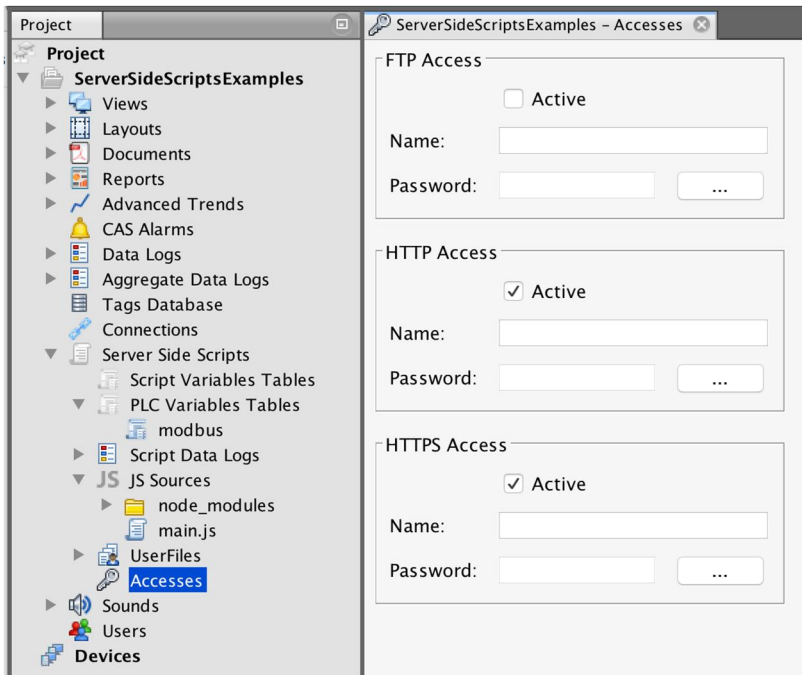 Project
ServerSideScriptsExamples – Accesses
Project
ServerSideScriptsExamples
Views
Layouts
Documents
Reports
Advanced Trends
CAS Alarms
Data Logs
Aggregate Data Logs
Tags Database
Connections
Server Side Scripts
Script Variables Tables
PLC Variables Tables
modbus
Script Data Logs
JS JS Sources
node_modules
main.js
UserFiles
Accesses
Sounds
Users
Devices
FTP Access
Active
Name:
Password:
...
HTTP Access
Active
Name:
Password:
...
HTTPS Access
Active
Name:
Password:
...